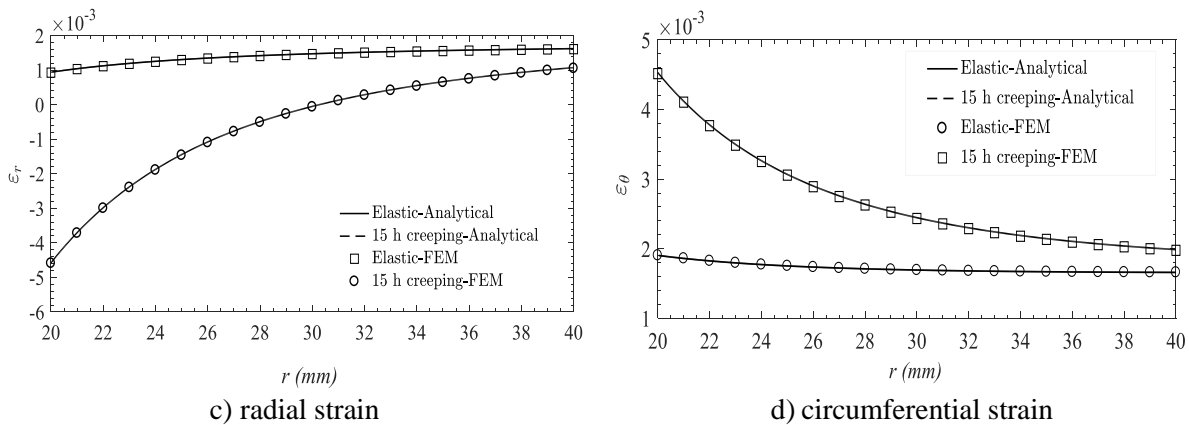 ×10⁻³
2
1
0
-1
-2
-3
-4
-5
-6
εr
Elastic-Analytical
15 h creeping-Analytical
Elastic-FEM
15 h creeping-FEM
20 22 24 26 28 30 32 34 36 38 40
r (mm)
c) radial strain
×10⁻³
5
4
3
2
1
εθ
Elastic-Analytical
15 h creeping-Analytical
Elastic-FEM
15 h creeping-FEM
20 22 24 26 28 30 32 34 36 38 40
r (mm)
d) circumferential strain